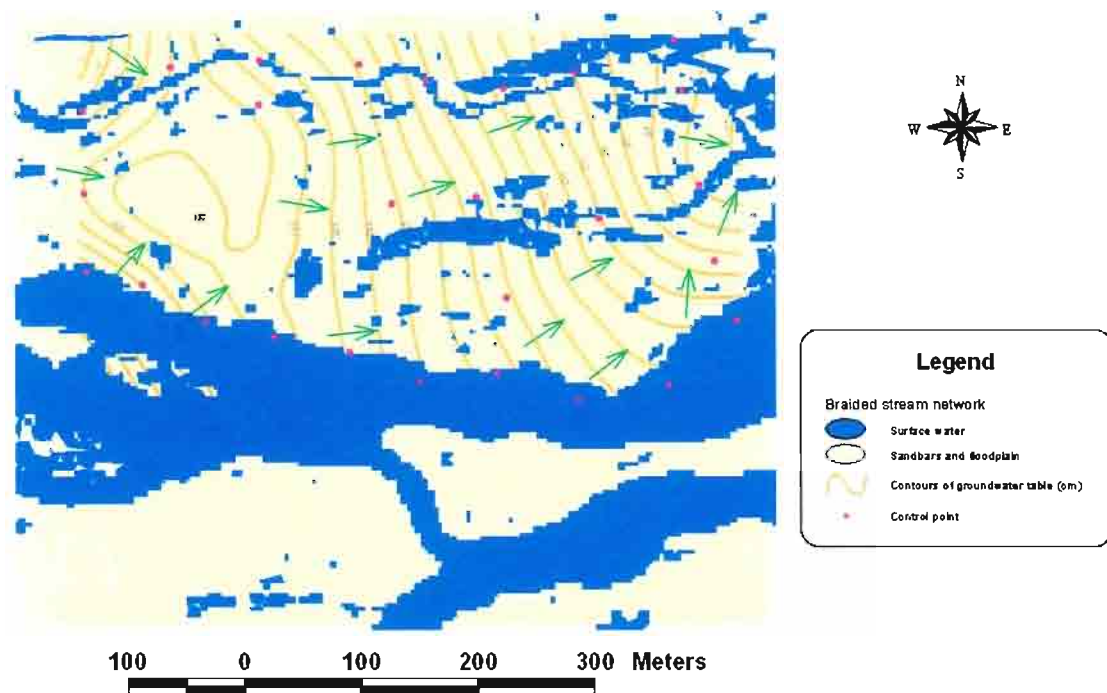 N
W E
S
Legend
Braided stream network
Surface water
Sandbars and floodplain
Contours of groundwater table (cm)
Control point
100 0 100 200 300 Meters